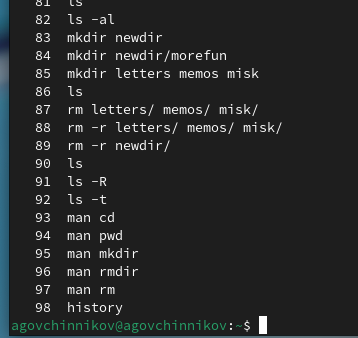 81 ls
82 ls -al
83 mkdir newdir
84 mkdir newdir/morefun
85 mkdir letters memos misk
86 ls
87 rm letters/ memos/ misk/
88 rm -r letters/ memos/ misk/
89 rm -r newdir/
90 ls
91 ls -R
92 ls -t
93 man cd
94 man pwd
95 man mkdir
96 man rmdir
97 man rm
98 history
agovchinnikov@agovchinnikov:~$